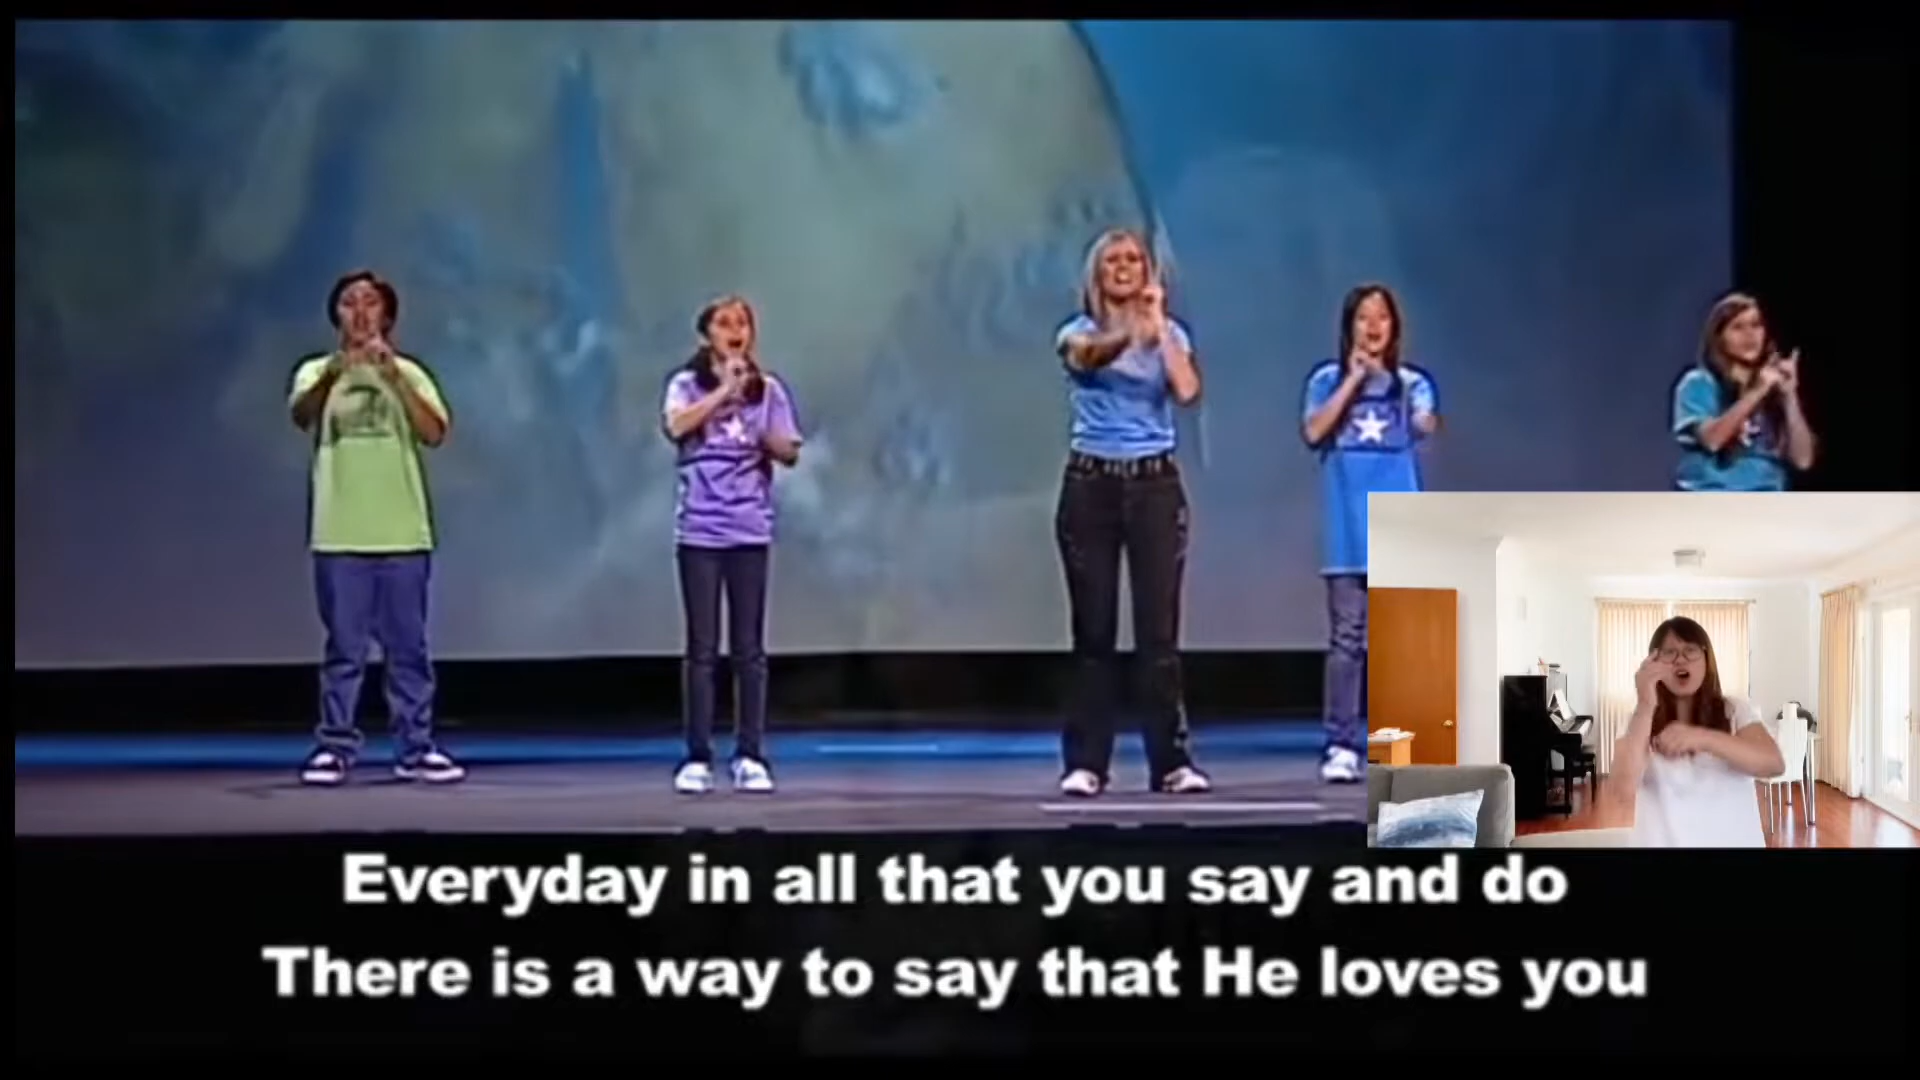 Everyday in all that you say and do
There is a way to say that He loves you